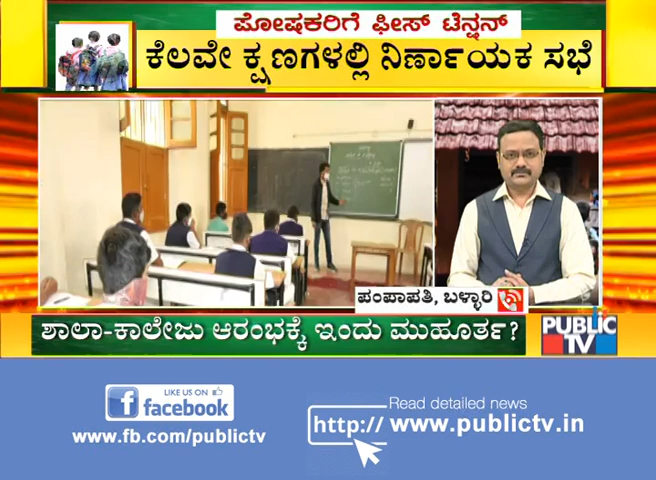 ಪೋಷಕರಿಗೆ ಫೀಸ್ ಟೆನ್ಷನ್
ಕೆಲವೇ ಕ್ಷಣಗಳಲ್ಲಿ ನಿರ್ಣಾಯಕ ಸಭೆ
ಪಂಪಾಪತಿ, ಬಳ್ಳಾರಿ
ಶಾಲಾ-ಕಾಲೇಜು ಆರಂಭಕ್ಕೆ ಇಂದು ಮುಹೂರ್ತ?
PUBLiC
TV
LIKE US ON
facebook
www.fb.com/publictv
Read detailed news
http:// www.publictv.in